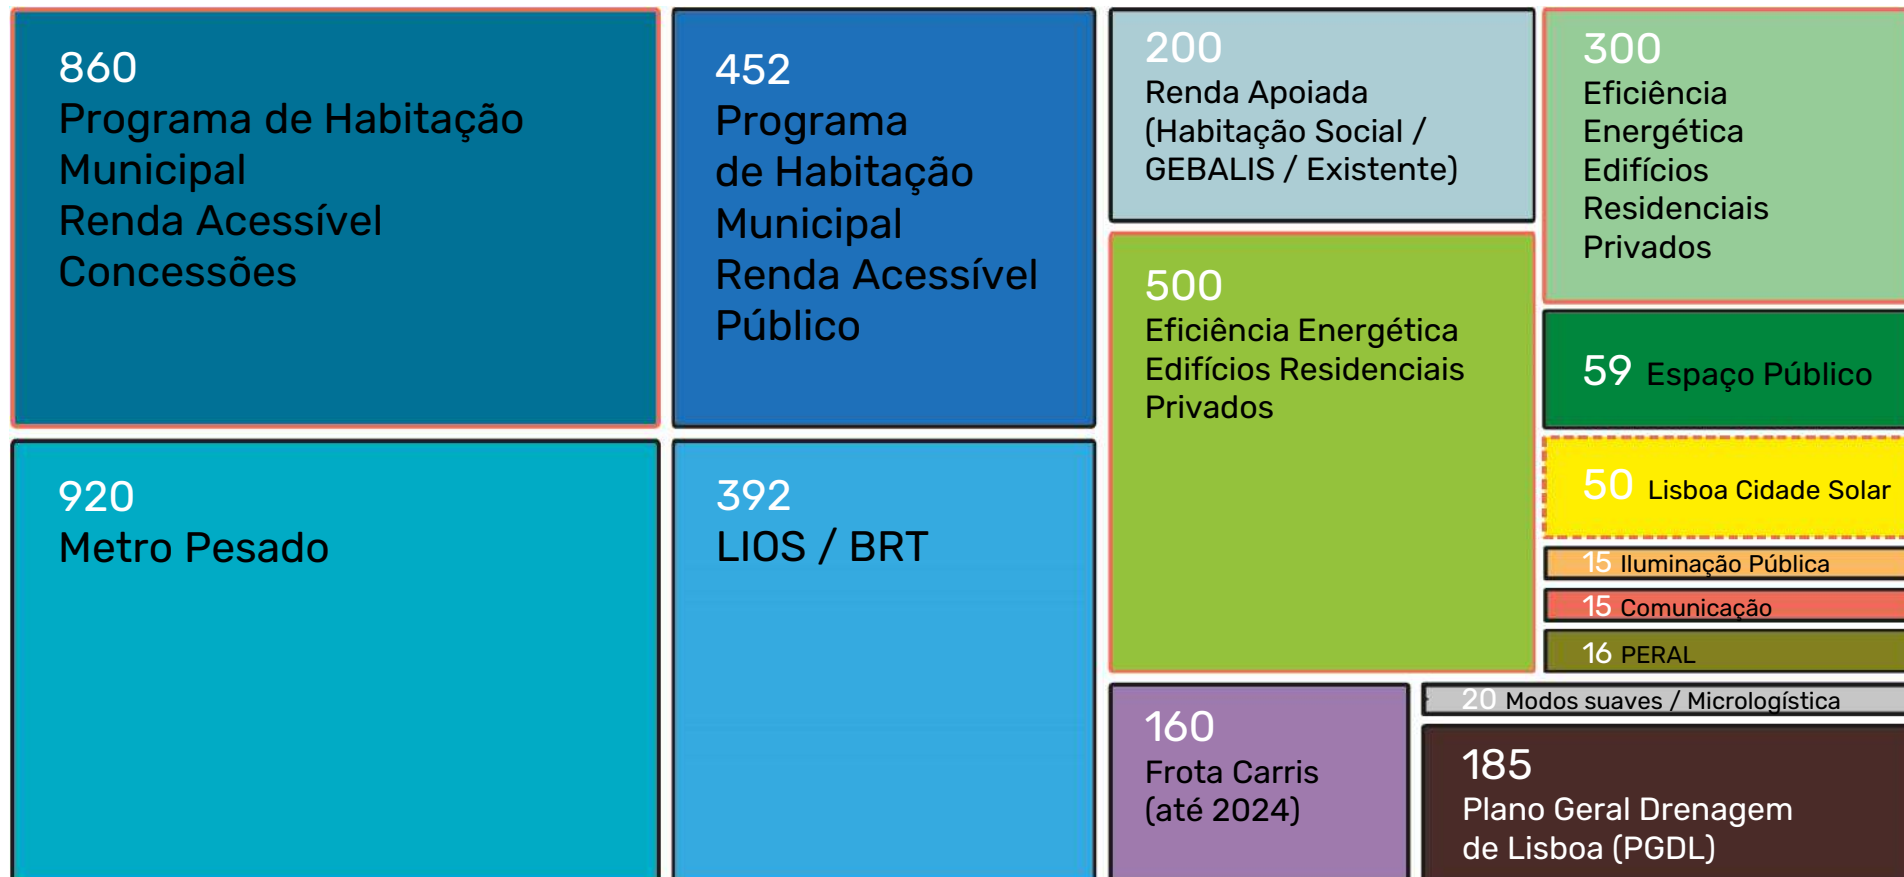 860
Programa de Habitação
Municipal
Renda Acessível
Concessões
452
Programa
de Habitação
Municipal
Renda Acessível
Público
200
Renda Apoiada
(Habitação Social /
GEBALIS / Existente)
300
Eficiência
Energética
Edifícios
Residenciais
Privados
500
Eficiência Energética
Edifícios Residenciais
Privados
59 Espaço Público
50 Lisboa Cidade Solar
15 Iluminação Pública
15 Comunicação
16 PERAL
920
Metro Pesado
392
LIOS / BRT
160
Frota Carris
(até 2024)
20 Modos suaves / Micrologística
185
Plano Geral Drenagem
de Lisboa (PGDL)